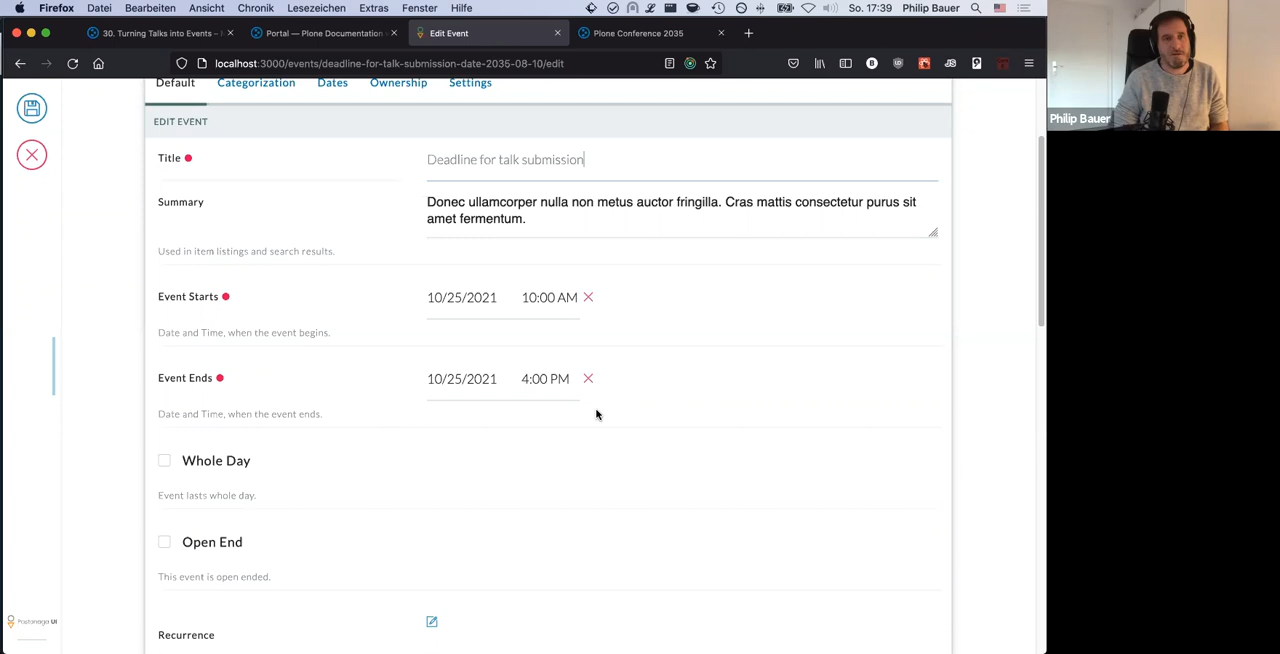 Firefox Datei Bearbeiten Ansicht Chronik Lesezeichen Extras Fenster Hilfe So. 17:39 Philip Bauer
30. Turning Talks into Events – Portal — Plone Documentation Edit Event Plone Conference 2035
localhost:3000/events/deadline-for-talk-submission-date-2035-08-10/edit
Philip Bauer
Default Categorization Dates Ownership Settings
EDIT EVENT
Title Deadline for talk submission
Summary Donec ullamcorper nulla non metus auctor fringilla. Cras mattis consectetur purus sit
amet fermentum.
Used in item listings and search results.
Event Starts 10/25/2021 10:00 AM
Date and Time, when the event begins.
Event Ends 10/25/2021 4:00 PM
Date and Time, when the event ends.
Whole Day
Event lasts whole day.
Open End
This event is open ended.
Pastanaga UI
Recurrence